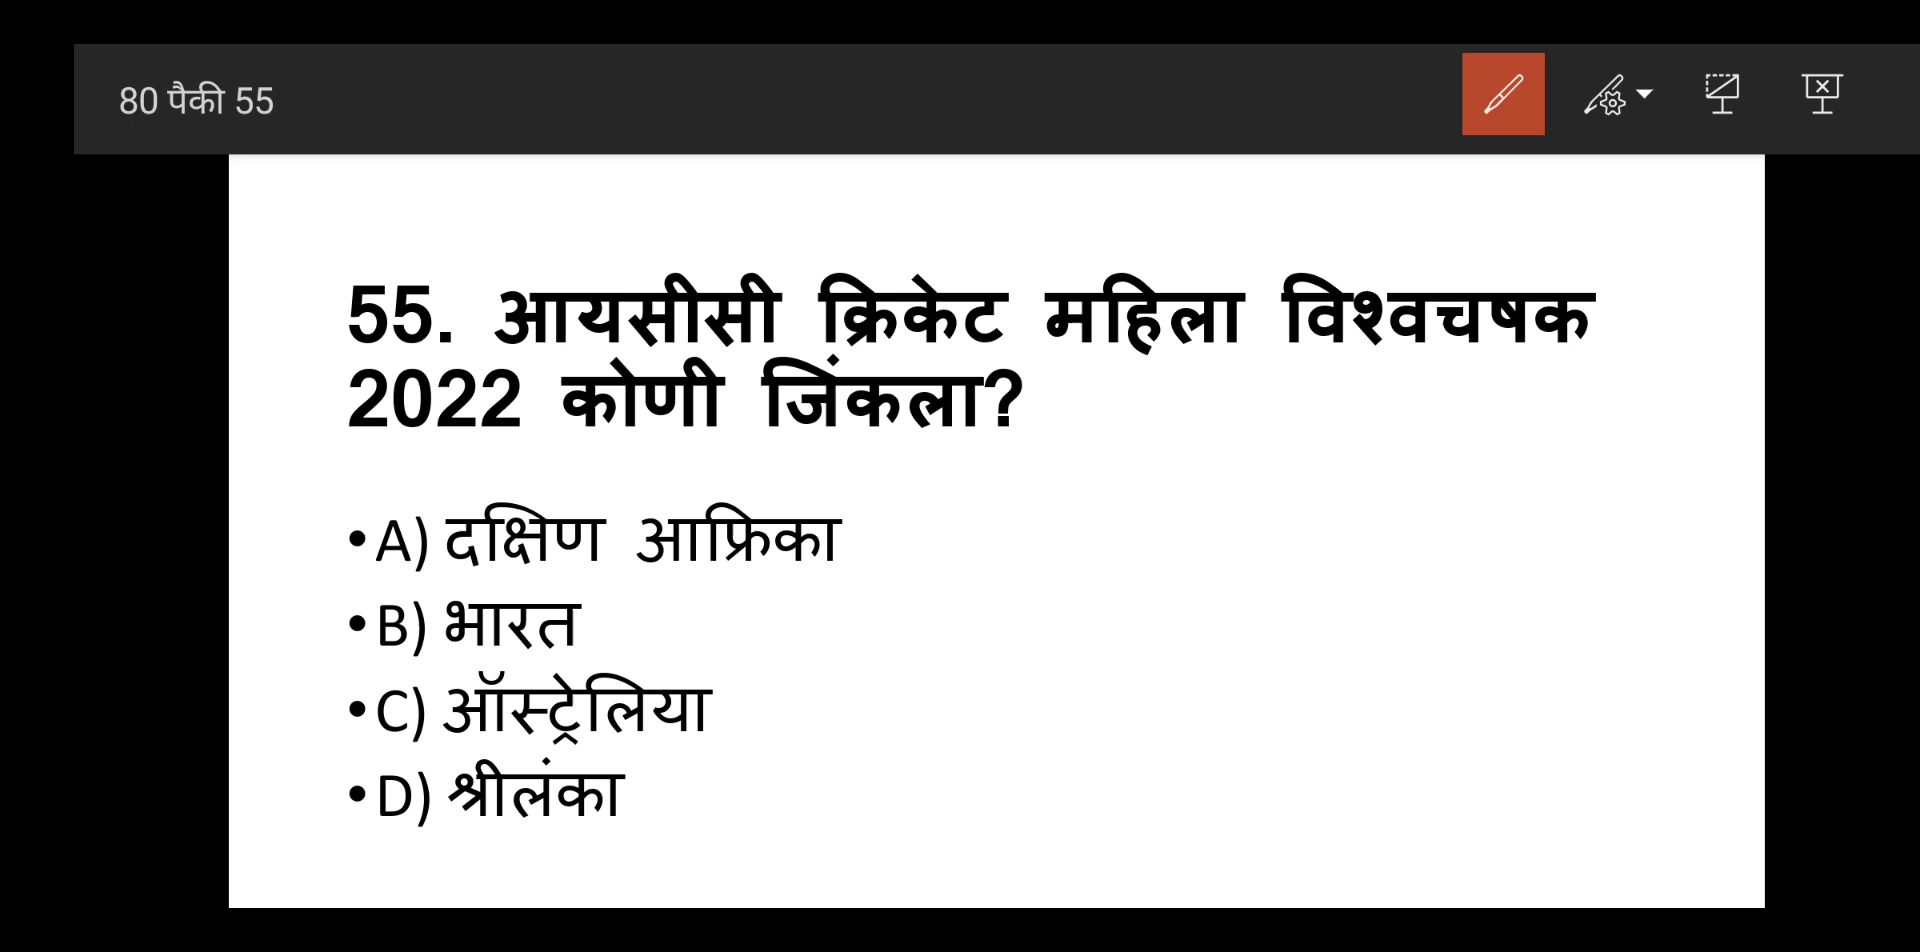 80 पैकी 55
55. आयसीसी क्रिकेट महिला विश्वचषक
2022 कोणी जिंकला?
•A) दक्षिण आफ्रिका
•B) भारत
•C) ऑस्ट्रेलिया
•D) श्रीलंका